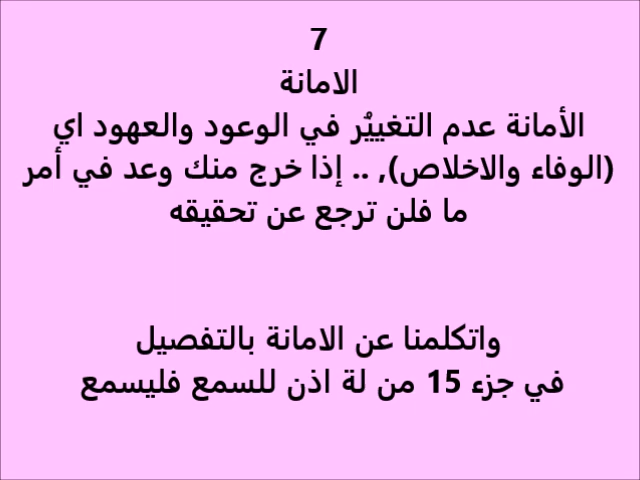 7
الامانة
الأمانة عدم التغييُر في الوعود والعهود اي
(الوفاء والاخلاص), .. إذا خرج منك وعد في أمر
ما فلن ترجع عن تحقيقه
واتكلمنا عن الامانة بالتفصيل
في جزء 15 من لة اذن للسمع فليسمع